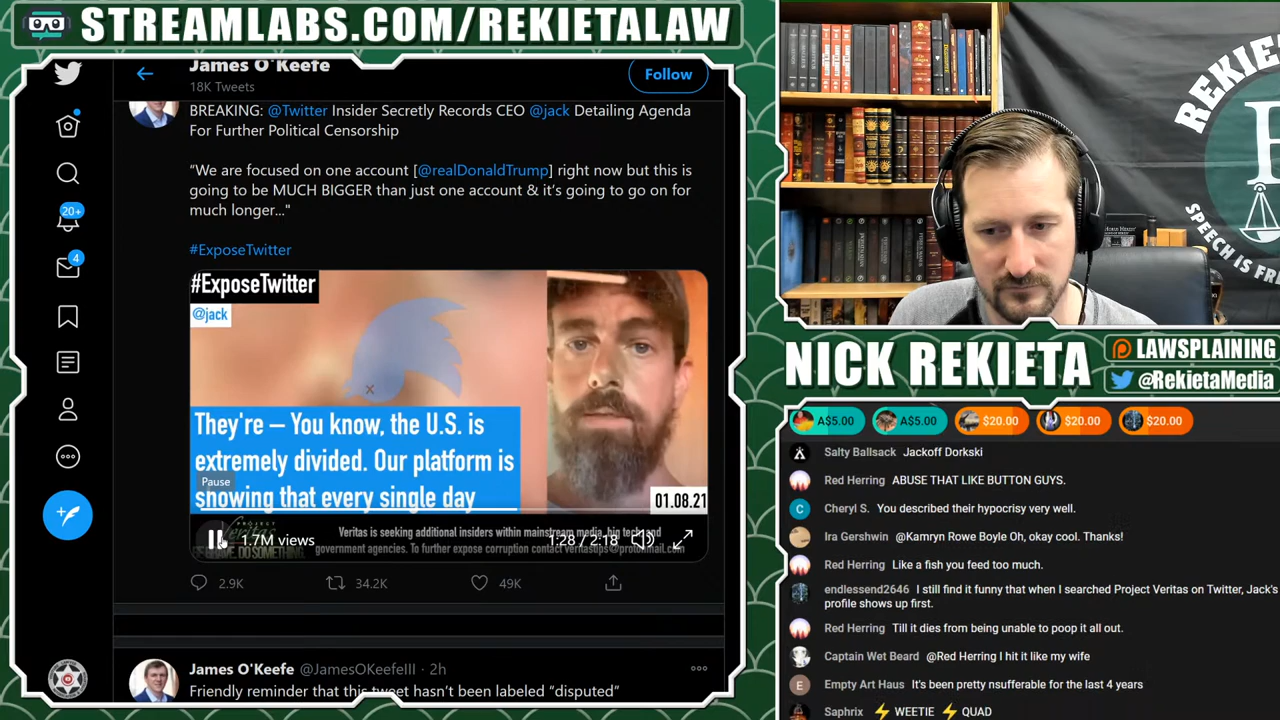 STREAMLABS.COM/REKIETALAW
James O'Keefe
18K Tweets
Follow
BREAKING: @Twitter Insider Secretly Records CEO @jack Detailing Agenda
For Further Political Censorship
“We are focused on one account [@realDonaldTrump] right now but this is
going to be MUCH BIGGER than just one account & it’s going to go on for
much longer..."
#ExposeTwitter
20+
4
#ExposeTwitter
@jack
They're – You know, the U.S. is
extremely divided. Our platform is
showing that every single day
Pause
01.08.21
PROJECT
Veritas is seeking additional insiders within mainstream media, big tech and
government agencies. To further expose corruption contact veritastips@protonmail.com
1.7M views
1:28 / 2:18
2.9K
34.2K
49K
James O'Keefe @JamesOKeefeIII · 2h
Friendly reminder that this tweet hasn’t been labeled “disputed”
SPEECH IS
NICK REKIETA
LAWSPLAINING
@RekietaMedia
A$5.00
A$5.00
$20.00
$20.00
$20.00
Salty Ballsack Jackoff Dorkski
Red Herring ABUSE THAT LIKE BUTTON GUYS.
Cheryl S. You described their hypocrisy very well.
Ira Gershwin @Kamryn Rowe Boyle Oh, okay cool. Thanks!
Red Herring Like a fish you feed too much.
endlessend2646 I still find it funny that when I searched Project Veritas on Twitter, Jack's
profile shows up first.
Red Herring Till it dies from being unable to poop it all out.
Captain Wet Beard @Red Herring I hit it like my wife
Empty Art Haus It's been pretty nsufferable for the last 4 years
Saphrix ⚡ WEETIE ⚡ QUAD